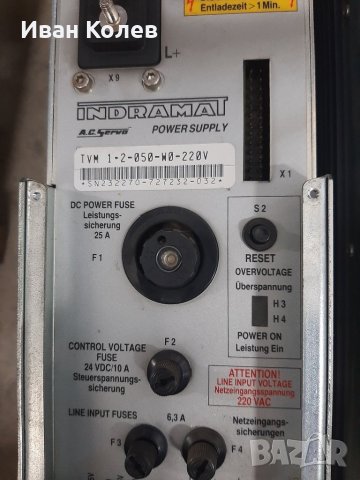 Иван Колев
Entladezeit > 1 Min.
L+
X 9
INDRAMAT
A.C. Servo
POWER SUPPLY
TVM 1·2-050-W0-220V
*SN232270-727232-032*
X 1
DC POWER FUSE
Leistungs-
sicherung
25 A
F 1
S 2
RESET
OVERVOLTAGE
Überspannung
H 3
H 4
POWER ON
Leistung Ein
CONTROL VOLTAGE
FUSE
24 VDC/10 A
Steuerspannungs-
sicherung
F 2
ATTENTION!
LINE INPUT VOLTAGE
Netzeingangsspannung
220 VAC
LINE INPUT FUSES
6,3 A
Netzeingangs-
sicherungen
F 3
F 4
BAZAR